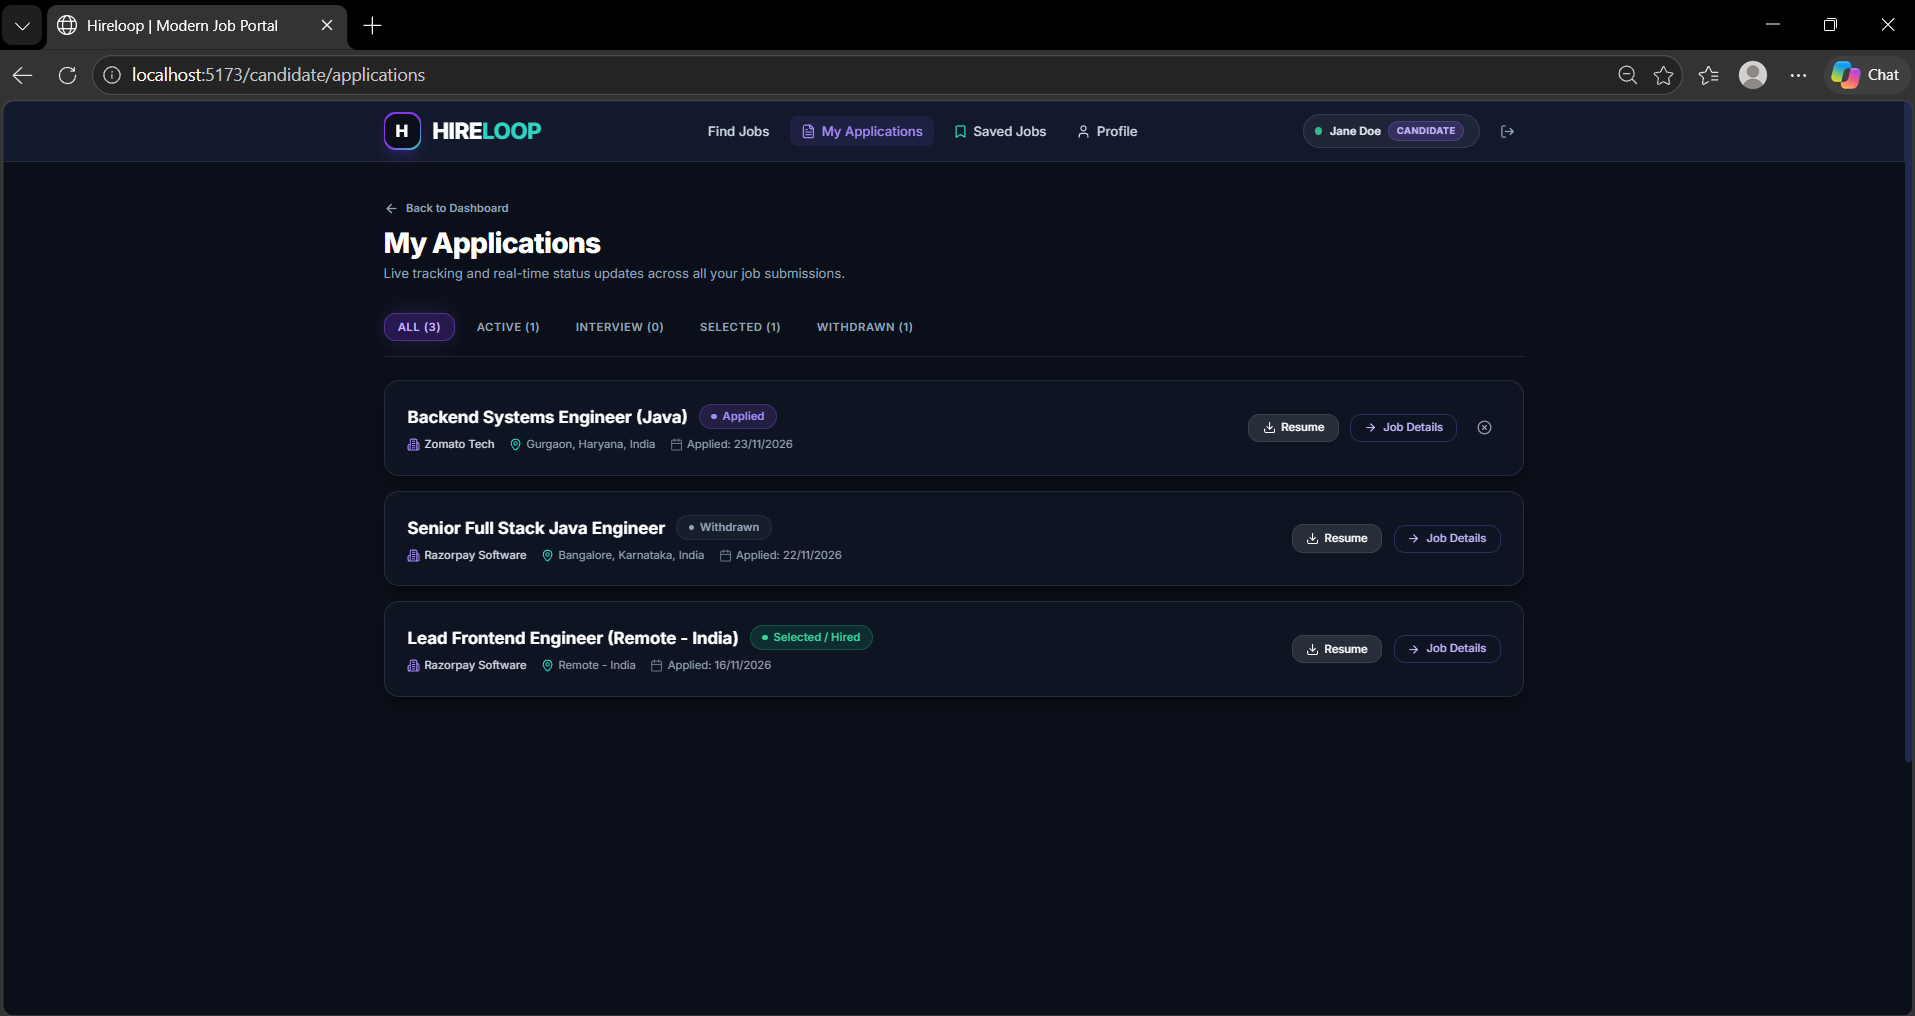 Hireloop | Modern Job Portal
localhost:5173/candidate/applications
Chat
H HIRELOOP
Find Jobs
My Applications
Saved Jobs
Profile
Jane Doe CANDIDATE
Back to Dashboard
My Applications
Live tracking and real-time status updates across all your job submissions.
ALL (3)
ACTIVE (1)
INTERVIEW (0)
SELECTED (1)
WITHDRAWN (1)
Backend Systems Engineer (Java) Applied
Zomato Tech Gurgaon, Haryana, India Applied: 23/11/2026
Resume
Job Details
Senior Full Stack Java Engineer Withdrawn
Razorpay Software Bangalore, Karnataka, India Applied: 22/11/2026
Resume
Job Details
Lead Frontend Engineer (Remote - India) Selected / Hired
Razorpay Software Remote - India Applied: 16/11/2026
Resume
Job Details